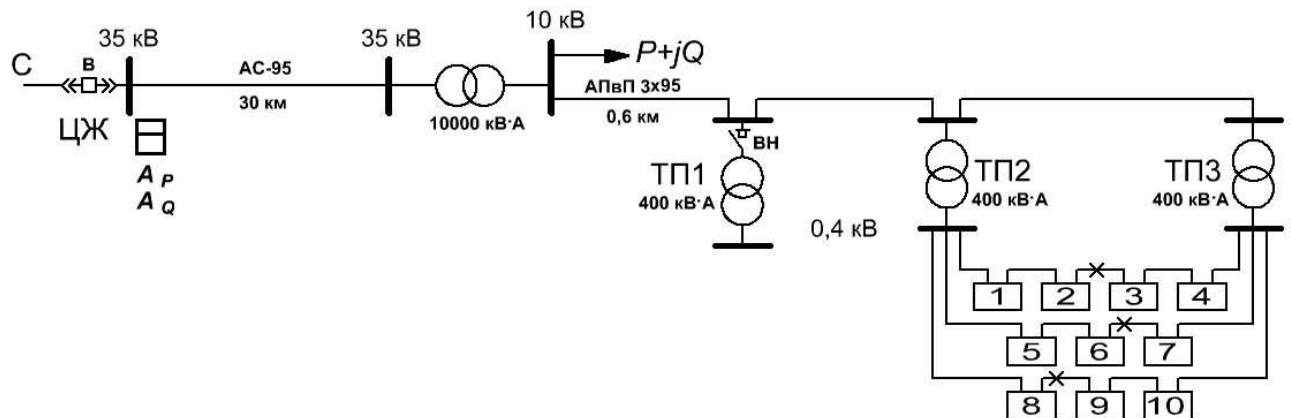 35 кВ
35 кВ
10 кВ
P+jQ
С
В
АС-95
30 км
АПвП 3х95
0,6 км
ЦЖ
10000 кВ·А
ВН
A P
A Q
ТП1
400 кВ·А
ТП2
400 кВ·А
ТП3
400 кВ·А
0,4 кВ
1 2 3 4
5 6 7
8 9 10